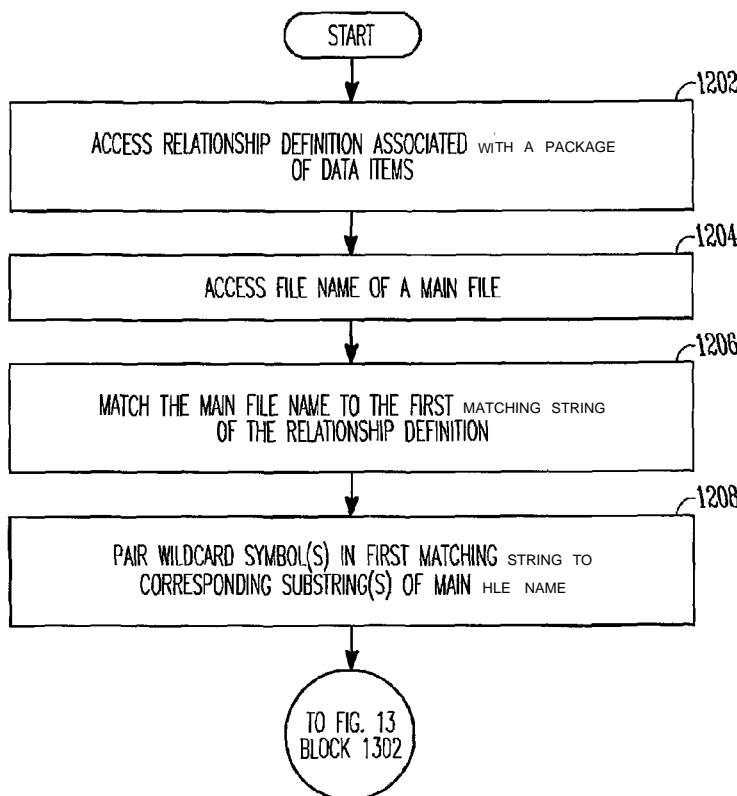 START
1202
ACCESS RELATIONSHIP DEFINITION ASSOCIATED WITH A PACKAGE
OF DATA ITEMS
1204
ACCESS FILE NAME OF A MAIN FILE
1206
MATCH THE MAIN FILE NAME TO THE FIRST MATCHING STRING
OF THE RELATIONSHIP DEFINITION
1208
PAIR WILDCARD SYMBOL(S) IN FIRST MATCHING STRING TO
CORRESPONDING SUBSTRING(S) OF MAIN HLE NAME
TO FIG. 13
BLOCK 1302